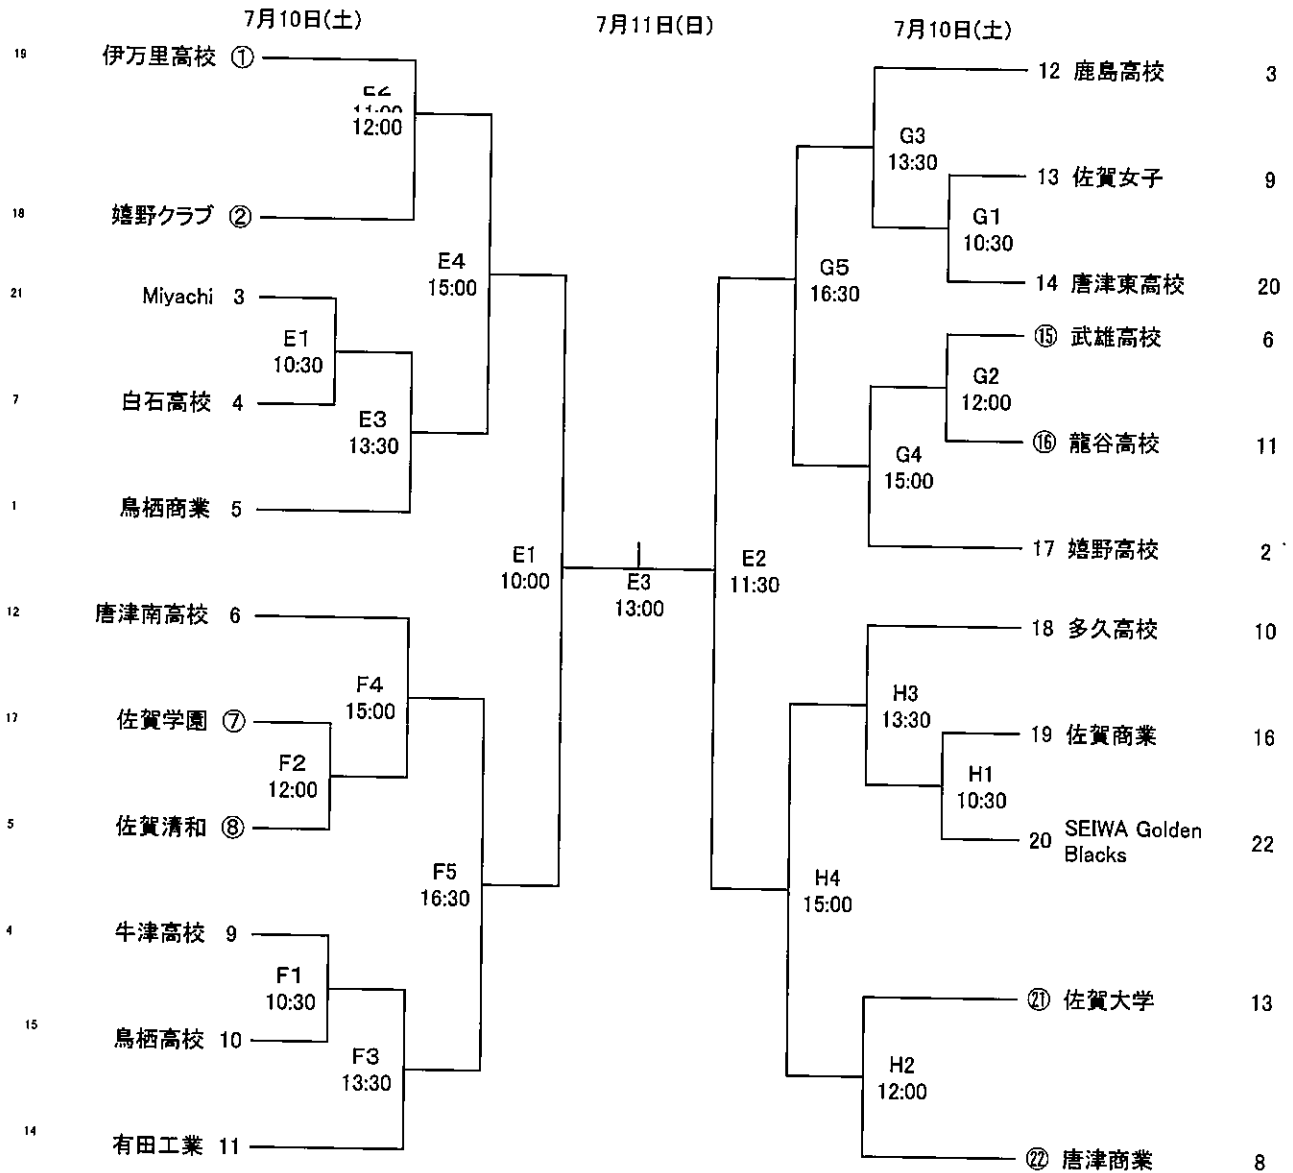 7月10日(土)
7月11日(日)
7月10日(土)
19 伊万里高校 ①
E2
11:00
12:00
18 嬉野クラブ ②
E4
15:00
21 Miyachi 3
E1
10:30
7 白石高校 4
E3
13:30
1 鳥栖商業 5
E1
10:00
12 唐津南高校 6
F4
15:00
17 佐賀学園 ⑦
F2
12:00
5 佐賀清和 ⑧
F5
16:30
4 牛津高校 9
F1
10:30
15 鳥栖高校 10
F3
13:30
14 有田工業 11
E3
13:00
12 鹿島高校 3
G3
13:30
13 佐賀女子 9
G1
10:30
14 唐津東高校 20
G5
16:30
⑮ 武雄高校 6
G2
12:00
⑯ 龍谷高校 11
G4
15:00
17 嬉野高校 2
E2
11:30
18 多久高校 10
H3
13:30
19 佐賀商業 16
H1
10:30
20 SEIWA Golden 22
Blacks
H4
15:00
㉑ 佐賀大学 13
H2
12:00
㉒ 唐津商業 8